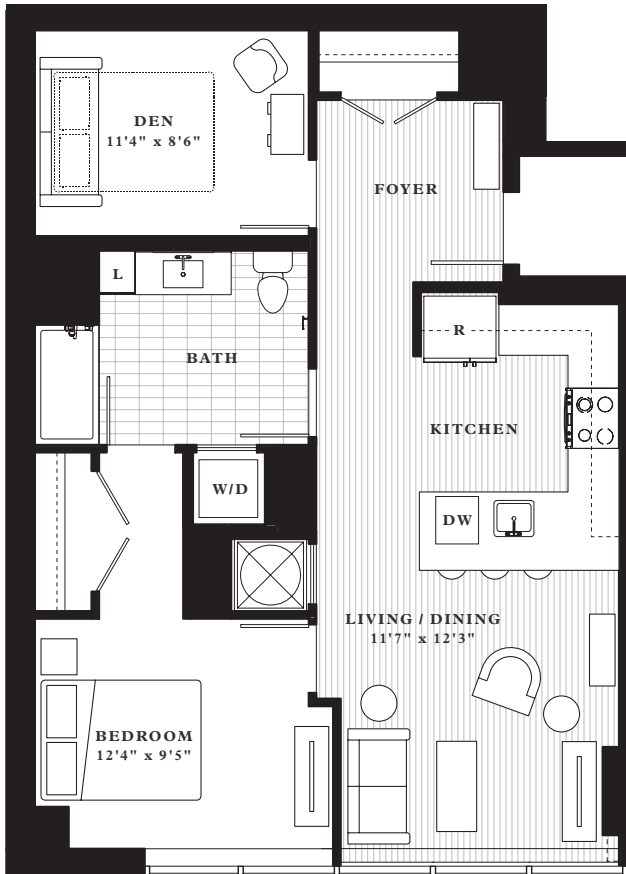 DEN
11'4" x 8'6"
FOYER
L
BATH
R
KITCHEN
W/D
DW
LIVING / DINING
11'7" x 12'3"
BEDROOM
12'4" x 9'5"